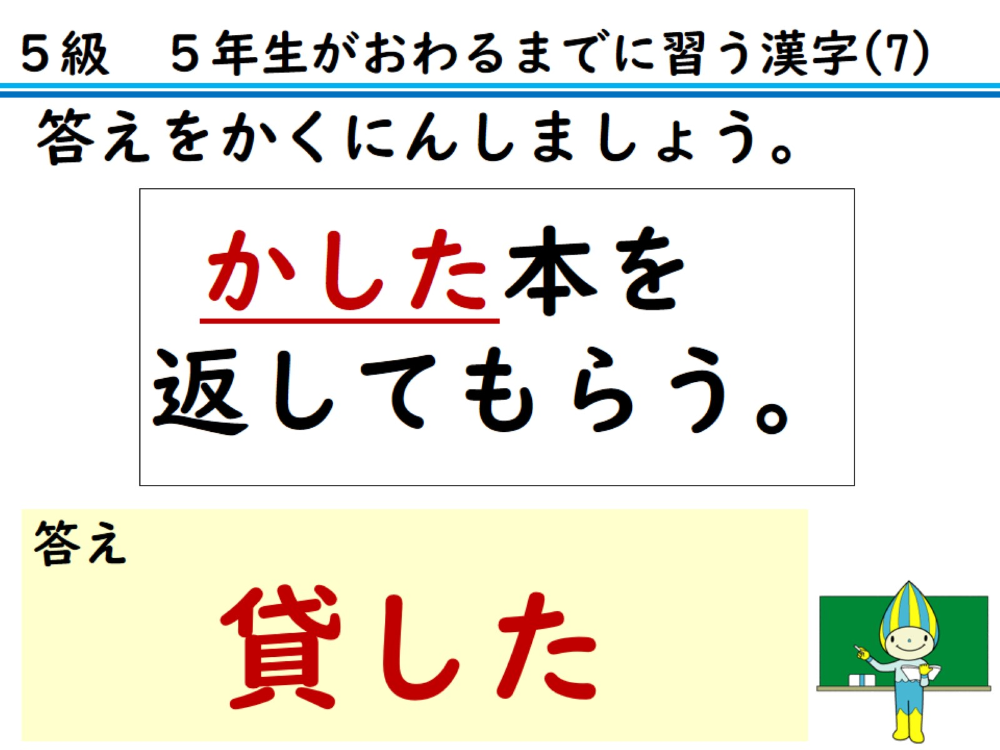 ５級　５年生がおわるまでに習う漢字(7)
答えをかくにんしましょう。
かした本を
返してもらう。
答え
貸した